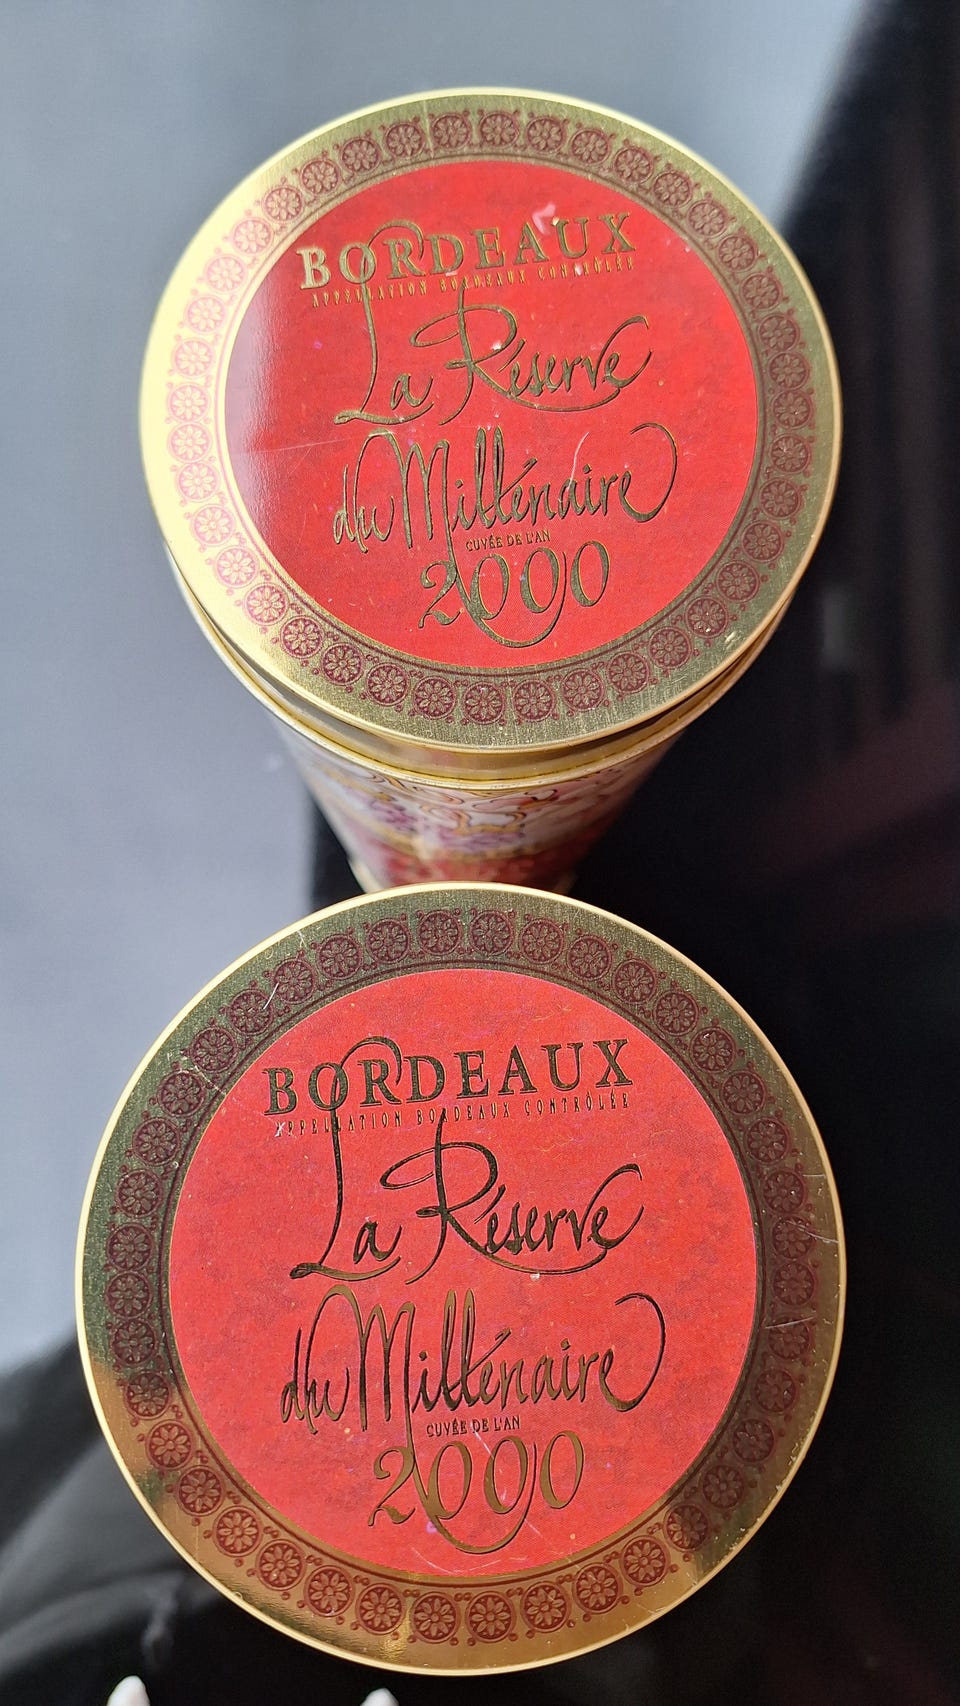 BORDEAUX
APPELLATION BORDEAUX CONTRÔLÉE
La Réserve
du Millénaire
CUVÉE DE L'AN
2000
BORDEAUX
APPELLATION BORDEAUX CONTRÔLÉE
La Réserve
du Millénaire
CUVÉE DE L'AN
2000